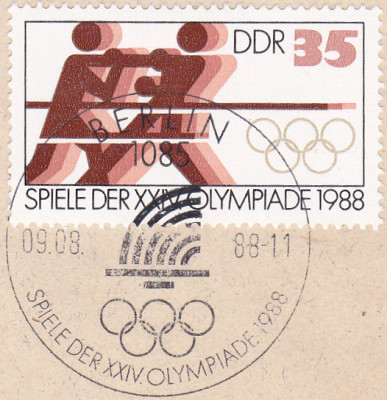 DDR 35
BERLIN
1085
SPIELE DER XXIV. OLYMPIADE 1988
09.08. 88-11
SPIELE DER XXIV. OLYMPIADE 1988